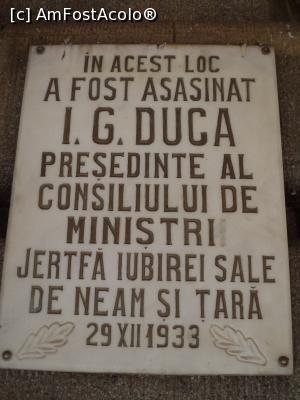 [c] AmFostAcolo®
ÎN ACEST LOC
A FOST ASASINAT
I. G. DUCA
PREȘEDINTE AL
CONSILIULUI DE
MINIȘTRI
JERTFĂ IUBIREI SALE
DE NEAM ȘI ȚARĂ
29 XII 1933